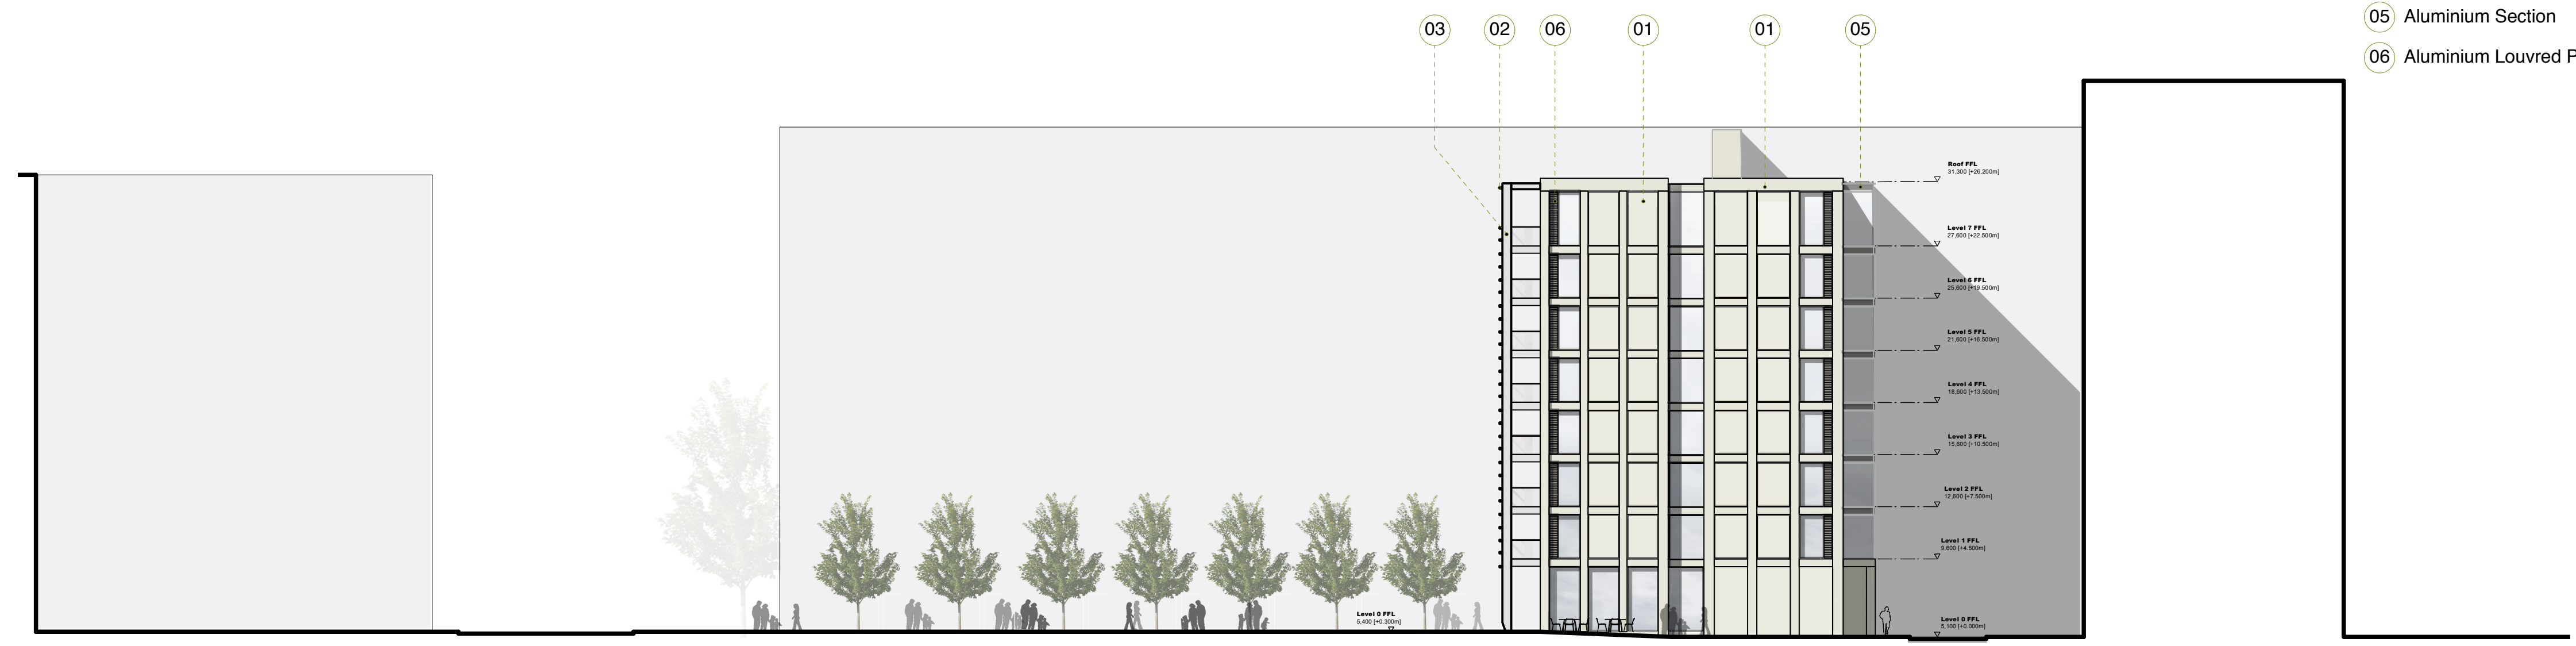 03
02
06
01
01
05
05 Aluminium Section
06 Aluminium Louvred P
Roof FFL
31,300 [+26.200m]
Level 7 FFL
27,600 [+22.500m]
Level 6 FFL
25,600 [+19.500m]
Level 5 FFL
21,600 [+16.500m]
Level 4 FFL
18,600 [+13.500m]
Level 3 FFL
15,600 [+10.500m]
Level 2 FFL
12,600 [+7.500m]
Level 1 FFL
9,600 [+4.500m]
Level 0 FFL
5,400 [+0.300m]
Level 0 FFL
5,100 [+0.000m]